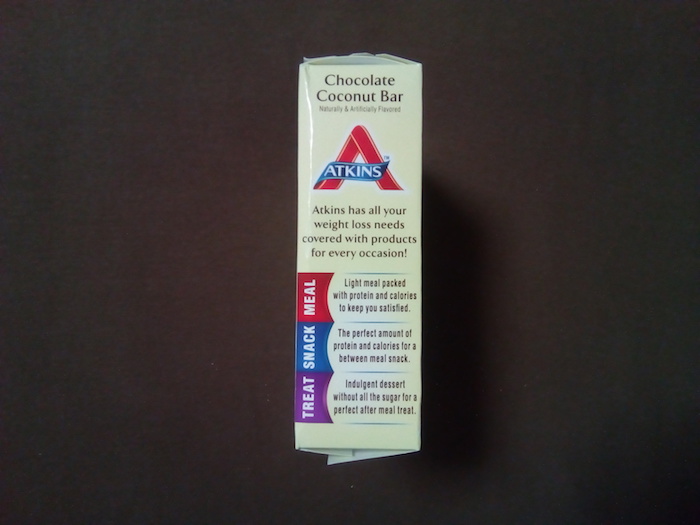 Chocolate
Coconut Bar
Naturally & Artificially Flavored
ATKINS™
Atkins has all your
weight loss needs
covered with products
for every occasion!
MEAL
Light meal packed
with protein and calories
to keep you satisfied.
SNACK
The perfect amount of
protein and calories for a
between meal snack.
TREAT
Indulgent dessert
without all the sugar for a
perfect after meal treat.